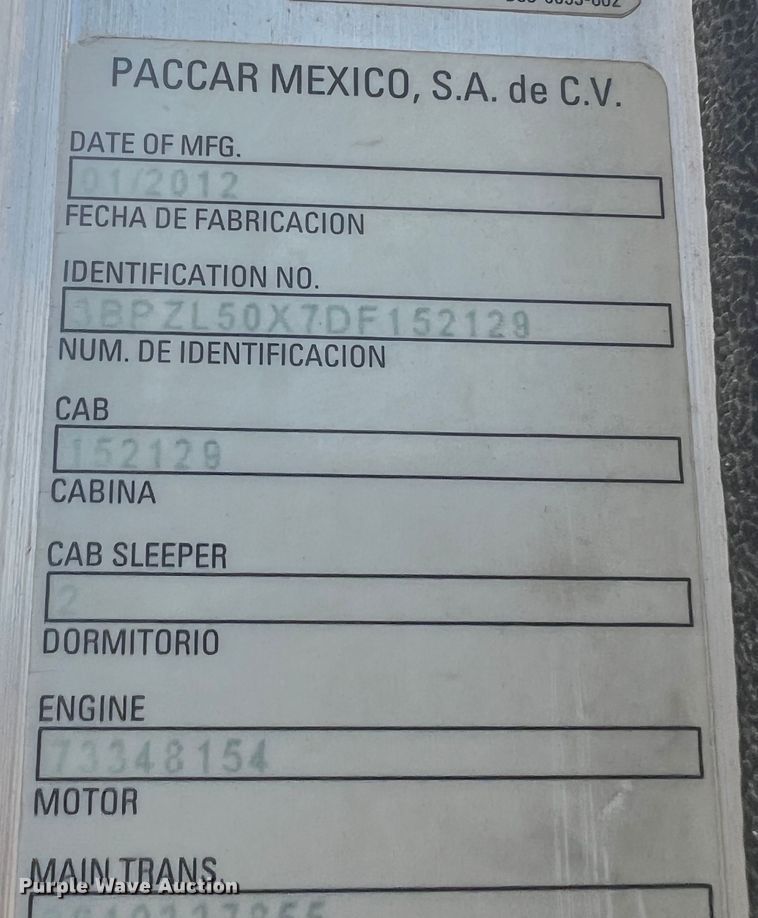 PACCAR MEXICO, S.A. de C.V.
DATE OF MFG.
01/2012
FECHA DE FABRICACION
IDENTIFICATION NO.
3BPZL50X7DF152129
NUM. DE IDENTIFICACION
CAB
152129
CABINA
CAB SLEEPER
2
DORMITORIO
ENGINE
73348154
MOTOR
MAIN TRANS.
Purple Wave Auction